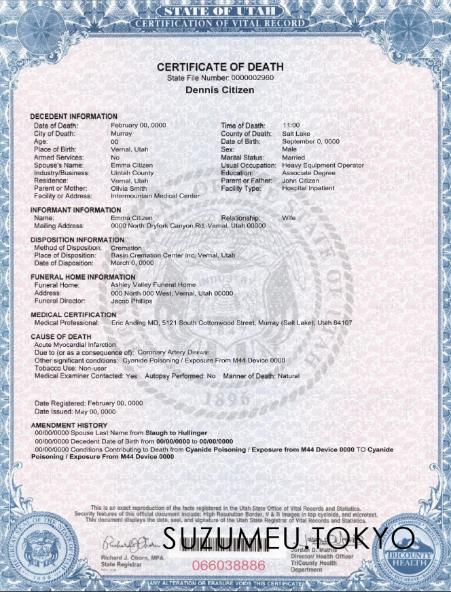 STATE OF UTAH
CERTIFICATION OF VITAL RECORD
CERTIFICATE OF DEATH
State File Number: 0000002960
Dennis Citizen
DECEDENT INFORMATION
Date of Death: February 00, 0000 Time of Death: 11:00
City of Death: Murray County of Death: Salt Lake
Age: 00 Date of Birth: September 0, 0000
Place of Birth: Vernal, Utah Sex: Male
Armed Services: No Marital Status: Married
Spouse's Name: Emma Citizen Usual Occupation: Heavy Equipment Operator
Industry/Business: Uintah County Education: Associate Degree
Residence: Vernal, Utah Parent or Father: John Citizen
Parent or Mother: Olivia Smith Facility Type: Hospital Inpatient
Facility or Address: Intermountain Medical Center
INFORMANT INFORMATION
Name: Emma Citizen Relationship: Wife
Mailing Address: 0000 North Dryfork Canyon Rd, Vernal, Utah 00000
DISPOSITION INFORMATION
Method of Disposition: Cremation
Place of Disposition: Basin Cremation Center Inc, Vernal, Utah
Date of Disposition: March 0, 0000
FUNERAL HOME INFORMATION
Funeral Home: Ashley Valley Funeral Home
Address: 000 North 000 West, Vernal, Utah 00000
Funeral Director: Jacob Phillips
MEDICAL CERTIFICATION
Medical Professional: Eric Anding MD, 5121 South Cottonwood Street, Murray (Salt Lake), Utah 84107
CAUSE OF DEATH
Acute Myocardial Infarction
Due to (or as a consequence of): Coronary Artery Disease
Other significant conditions: Cyanide Poisoning / Exposure From M44 Device 0000
Tobacco Use: Non-user
Medical Examiner Contacted: Yes Autopsy Performed: No Manner of Death: Natural
1896
Date Registered: February 00, 0000
Date Issued: May 00, 0000
AMENDMENT HISTORY
00/00/0000 Spouse Last Name from Slaugh to Hullinger
00/00/0000 Decedent Date of Birth from 00/00/0000 to 00/00/0000
00/00/0000 Conditions Contributing to Death from Cyanide Poisoning / Exposure From M44 Device 0000 TO Cyanide
Poisoning / Exposure From M44 Device 0000
This is an exact reproduction of the facts registered in the Utah State Office of Vital Records and Statistics.
Security features of this official document include: High Resolution Border, V & R images in top cycloids, and microtext.
This document displays the date, seal, and signature of the Utah State Registrar of Vital Records and Statistics.
SUZUMEU.TOKYO
Richard J. Oborn, MPA
State Registrar
066038886
Director/Health Officer
TriCounty Health
Department
TRICOUNTY
HEALTH
ANY ALTERATION OR ERASURE VOIDS THIS CERTIFICATE